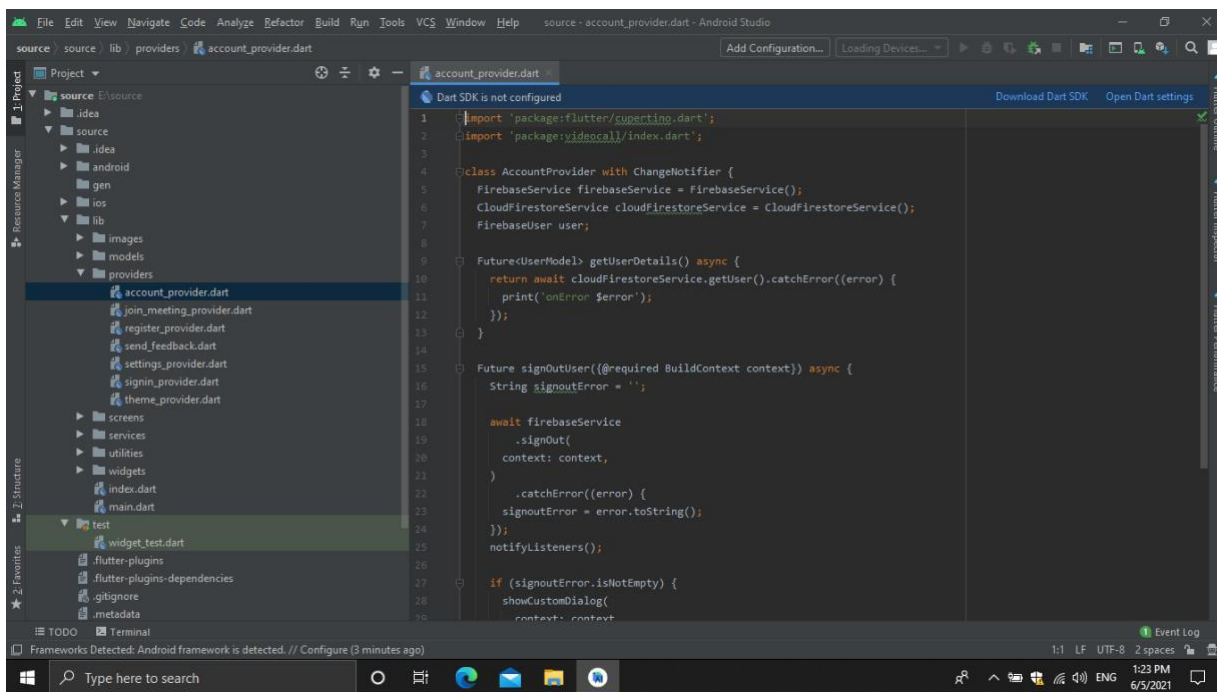 File Edit View Navigate Code Analyze Refactor Build Run Tools VCS Window Help source - account_provider.dart - Android Studio
source source lib providers account_provider.dart
Add Configuration... Loading Devices...
1: Project
Resource Manager
Z: Structure
2: Favorites
Project
source E:\source
.idea
source
.idea
android
gen
ios
lib
images
models
providers
account_provider.dart
join_meeting_provider.dart
register_provider.dart
send_feedback.dart
settings_provider.dart
signin_provider.dart
theme_provider.dart
screens
services
utilities
widgets
index.dart
main.dart
test
widget_test.dart
.flutter-plugins
.flutter-plugins-dependencies
.gitignore
.metadata
account_provider.dart
Dart SDK is not configured Download Dart SDK Open Dart settings
1 import 'package:flutter/cupertino.dart';
2 import 'package:videocall/index.dart';
3
4 class AccountProvider with ChangeNotifier {
5 FirebaseService firebaseService = FirebaseService();
6 CloudFirestoreService cloudFirestoreService = CloudFirestoreService();
7 FirebaseUser user;
8
9 Future<UserModel> getUserDetails() async {
10 return await cloudFirestoreService.getUser().catchError((error) {
11 print('onError $error');
12 });
13 }
14
15 Future signOutUser({@required BuildContext context}) async {
16 String signoutError = '';
17
18 await firebaseService
19 .signOut(
20 context: context,
21 )
22 .catchError((error) {
23 signoutError = error.toString();
24 });
25 notifyListeners();
26
27 if (signoutError.isNotEmpty) {
28 showCustomDialog(
29 context: context
TODO Terminal
1 Event Log
Frameworks Detected: Android framework is detected. // Configure (3 minutes ago)
1:1 LF UTF-8 2 spaces
Type here to search
ENG
1:23 PM
6/5/2021